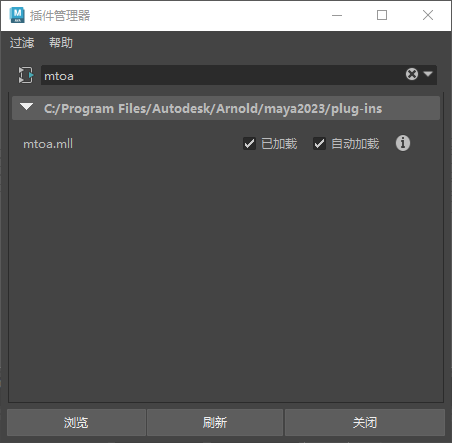 插件管理器
过滤 帮助
mtoa
C:/Program Files/Autodesk/Arnold/maya2023/plug-ins
mtoa.mll 已加载 自动加载
浏览 刷新 关闭